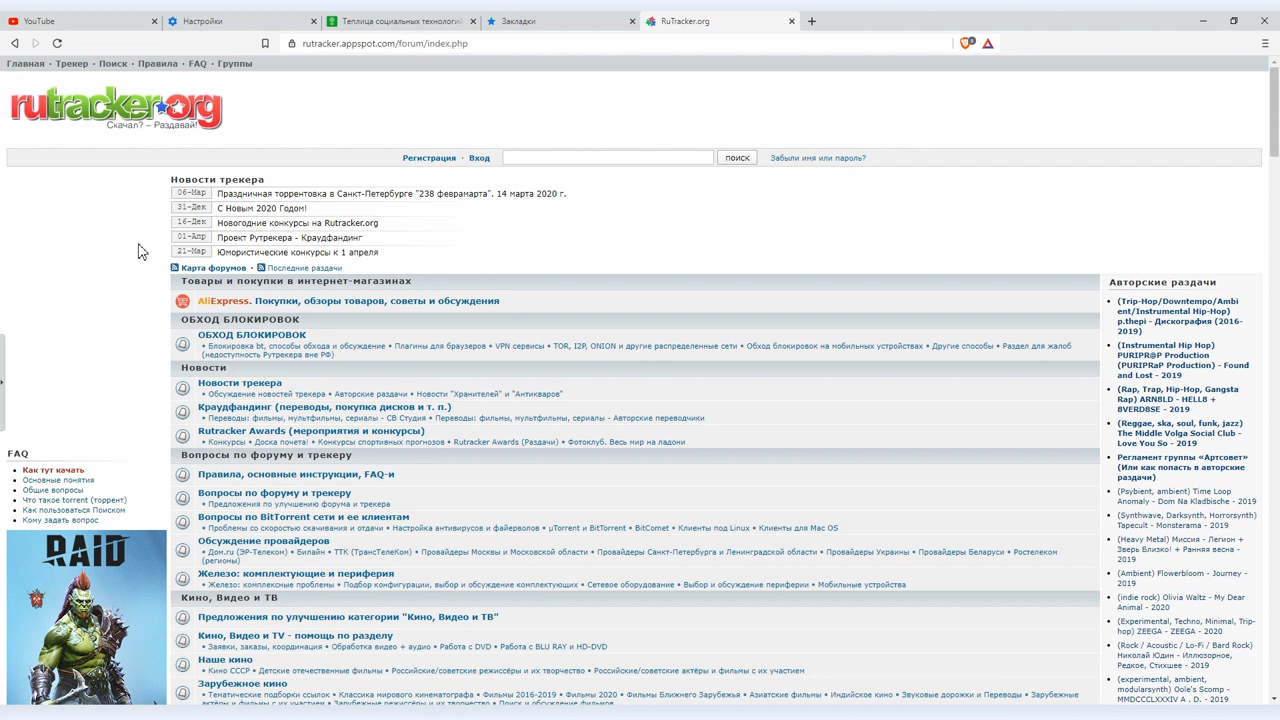 YouTube
Настройки
Теплица социальных технологий
Закладки
RuTracker.org
rutracker.appspot.com/forum/index.php
Главная · Трекер · Поиск · Правила · FAQ · Группы
rutracker.org
Скачал? – Раздавай!
Регистрация · Вход
поиск
Забыли имя или пароль?
Новости трекера
06-Мар Праздничная торрентовка в Санкт-Петербурге "238 феврамарта". 14 марта 2020 г.
31-Дек С Новым 2020 Годом!
16-Дек Новогодние конкурсы на Rutracker.org
01-Апр Проект Рутрекера - Краудфандинг
21-Мар Юмористические конкурсы к 1 апреля
Карта форумов · Последние раздачи
Товары и покупки в интернет-магазинах
AliExpress. Покупки, обзоры товаров, советы и обсуждения
ОБХОД БЛОКИРОВОК
ОБХОД БЛОКИРОВОК
• Блокировка bt, способы обхода и обсуждение • Плагины для браузеров • VPN сервисы • TOR, I2P, ONION и другие распределенные сети • Обход блокировок на мобильных устройствах • Другие способы • Раздел для жалоб
(недоступность Рутрекера вне РФ)
Новости
Новости трекера
• Обсуждение новостей трекера • Авторские раздачи • Новости "Хранителей" и "Антикваров"
Краудфандинг (переводы, покупка дисков и т. п.)
• Переводы: фильмы, мультфильмы, сериалы - СВ Студия • Переводы: фильмы, мультфильмы, сериалы - Авторские переводчики
Rutracker Awards (мероприятия и конкурсы)
• Конкурсы • Доска почета! • Конкурсы спортивных прогнозов • Rutracker Awards (Раздачи) • Фотоклуб. Весь мир на ладони
Вопросы по форуму и трекеру
Правила, основные инструкции, FAQ-и
Вопросы по форуму и трекеру
• Предложения по улучшению форума и трекера
Вопросы по BitTorrent сети и ее клиентам
• Проблемы со скоростью скачивания и отдачи • Настройка антивирусов и файерволов • µTorrent и BitTorrent • BitComet • Клиенты под Linux • Клиенты для Mac OS
Обсуждение провайдеров
• Дом.ru (ЭР-Телеком) • Билайн • ТТК (ТрансТелеКом) • Провайдеры Москвы и Московской области • Провайдеры Санкт-Петербурга и Ленинградской области • Провайдеры Украины • Провайдеры Беларуси • Ростелеком
(регионы)
Железо: комплектующие и периферия
• Железо: комплексные проблемы • Подбор конфигурации, выбор и обсуждение комплектующих • Сетевое оборудование • Выбор и обсуждение периферии • Мобильные устройства
Кино, Видео и ТВ
Предложения по улучшению категории "Кино, Видео и ТВ"
Кино, Видео и TV - помощь по разделу
• Заявки, заказы, координация • Обработка видео + аудио • Работа с DVD • Работа с BLU RAY и HD-DVD
Наше кино
• Кино СССР • Детские отечественные фильмы • Российские/советские режиссёры и их творчество • Российские/советские актёры и фильмы с их участием
Зарубежное кино
• Тематические подборки ссылок • Классика мирового кинематографа • Фильмы 2016-2019 • Фильмы 2020 • Фильмы Ближнего Зарубежья • Азиатские фильмы • Индийское кино • Звуковые дорожки и Переводы • Зарубежные
актёры и фильмы с их участием • Зарубежные режиссёры и их творчество • Поиск и обсуждение фильмов
FAQ
• Как тут качать
• Основные понятия
• Общие вопросы
• Что такое torrent (торрент)
• Как пользоваться Поиском
• Кому задать вопрос
RAID
Авторские раздачи
• (Trip-Hop/Downtempo/Ambi
ent/Instrumental Hip-Hop)
p.thepi - Дискография (2016-
2019)
• (Instrumental Hip Hop)
PURIPR@P Production
(PURIPRaP Production) - Found
and Lost - 2019
• (Rap, Trap, Hip-Hop, Gangsta
Rap) ARN8LD - HELL8 +
8VERD8SE - 2019
• (Reggae, ska, soul, funk, jazz)
The Middle Volga Social Club -
Love You So - 2019
• Регламент группы «Артсовет»
(Или как попасть в авторские
раздачи)
• (Psybient, ambient) Time Loop
Anomaly - Dom Na Kladbische - 2019
• (Synthwave, Darksynth, Horrorsynth)
Tapecult - Monsterama - 2019
• (Heavy Metal) Миссия - Легион +
Зверь Близко! + Ранняя весна -
2019
• (Ambient) Flowerbloom - Journey -
2019
• (indie rock) Olivia Waltz - My Dear
Animal - 2020
• (Experimental, Techno, Minimal, Trip-
hop) ZEEGA - ZEEGA - 2020
• (Rock / Acoustic / Lo-Fi / Bard Rock)
Николай Юдин - Иллюзорное,
Редкое, Стихшее - 2019
• (experimental, ambient,
modularsynth) Oole's Scomp -
MMDCCCLXXXIV A . D. - 2019